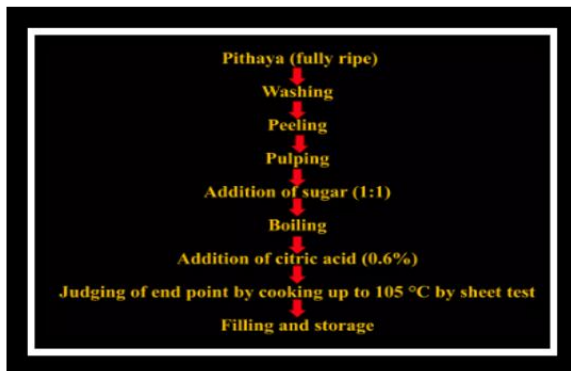 Pithaya (fully ripe)
Washing
Peeling
Pulping
Addition of sugar (1:1)
Boiling
Addition of citric acid (0.6%)
Judging of end point by cooking up to 105 °C by sheet test
Filling and storage